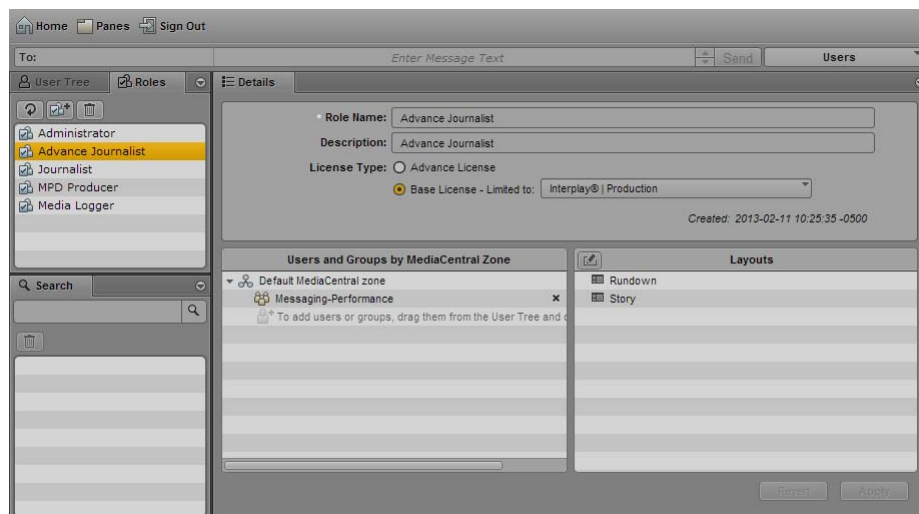 Home Panes Sign Out
To: Enter Message Text Send Users
User Tree Roles Details
Role Name: Advance Journalist
Description: Advance Journalist
License Type: Advance License
Base License - Limited to: Interplay® | Production
Created: 2013-02-11 10:25:35 -0500
Administrator
Advance Journalist
Journalist
MPD Producer
Media Logger
Search
Users and Groups by MediaCentral Zone
Default MediaCentral zone
Messaging-Performance
To add users or groups, drag them from the User Tree and
Layouts
Rundown
Story
Revert Apply